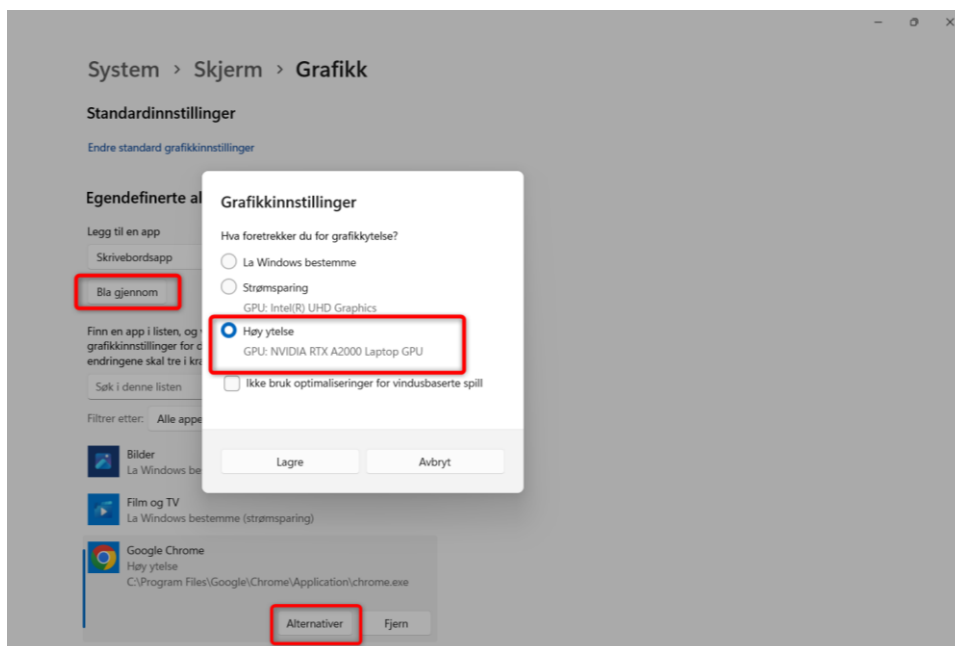 System > Skjerm > Grafikk
Standardinnstillinger
Endre standard grafikkinnstillinger
Egendefinerte al
Legg til en app
Skrivebordsapp
Bla gjennom
Finn en app i listen, og
grafikkinnstillinger for d
endringene skal tre i kra
Søk i denne listen
Filtrer etter: Alle appe
Bilder
La Windows be
Film og TV
La Windows bestemme (strømsparing)
Google Chrome
Høy ytelse
C:\Program Files\Google\Chrome\Application\chrome.exe
Alternativer Fjern
Grafikkinnstillinger
Hva foretrekker du for grafikkytelse?
La Windows bestemme
Strømsparing
GPU: Intel(R) UHD Graphics
Høy ytelse
GPU: NVIDIA RTX A2000 Laptop GPU
Ikke bruk optimaliseringer for vindusbaserte spill
Lagre Avbryt